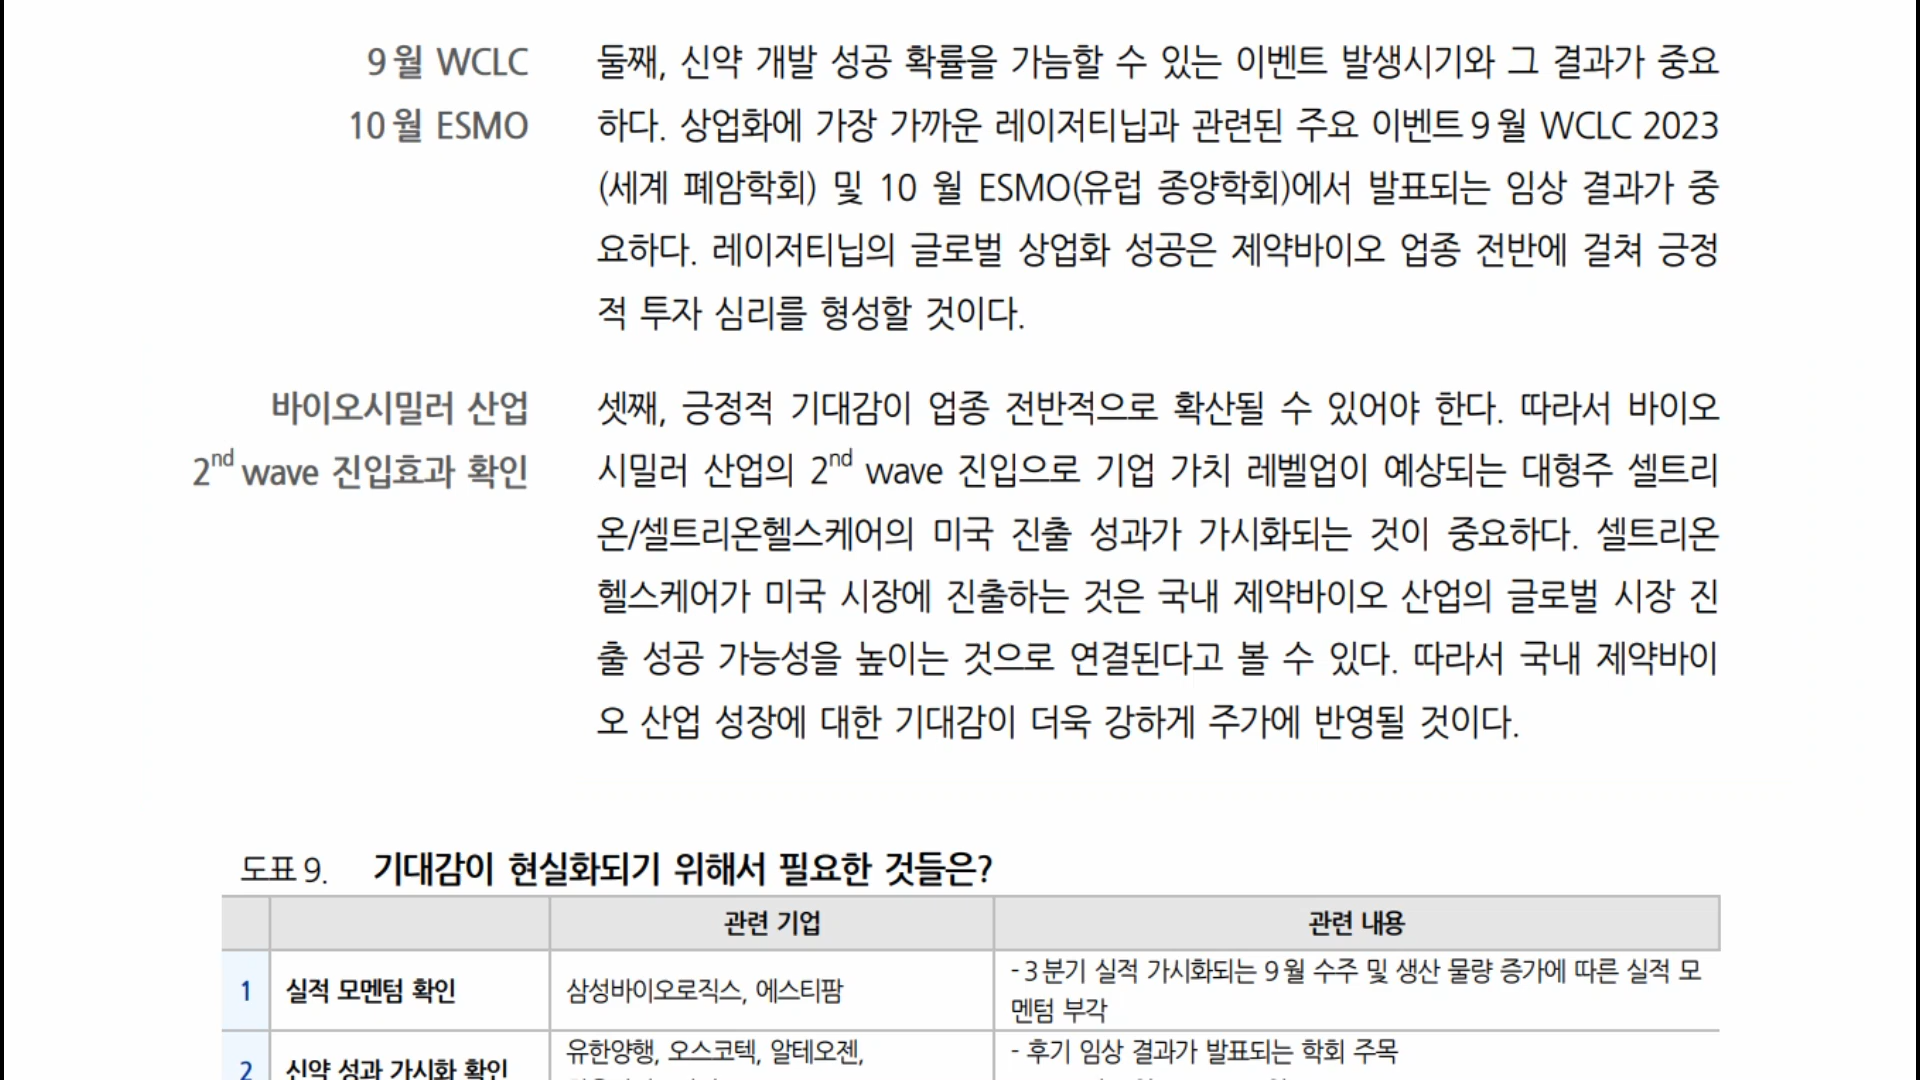 9월 WCLC
10월 ESMO
둘째, 신약 개발 성공 확률을 가늠할 수 있는 이벤트 발생시기와 그 결과가 중요
하다. 상업화에 가장 가까운 레이저티닙과 관련된 주요 이벤트 9월 WCLC 2023
(세계 폐암학회) 및 10 월 ESMO(유럽 종양학회)에서 발표되는 임상 결과가 중
요하다. 레이저티닙의 글로벌 상업화 성공은 제약바이오 업종 전반에 걸쳐 긍정
적 투자 심리를 형성할 것이다.
바이오시밀러 산업
2nd wave 진입효과 확인
셋째, 긍정적 기대감이 업종 전반적으로 확산될 수 있어야 한다. 따라서 바이오
시밀러 산업의 2nd wave 진입으로 기업 가치 레벨업이 예상되는 대형주 셀트리
온/셀트리온헬스케어의 미국 진출 성과가 가시화되는 것이 중요하다. 셀트리온
헬스케어가 미국 시장에 진출하는 것은 국내 제약바이오 산업의 글로벌 시장 진
출 성공 가능성을 높이는 것으로 연결된다고 볼 수 있다. 따라서 국내 제약바이
오 산업 성장에 대한 기대감이 더욱 강하게 주가에 반영될 것이다.
도표 9. 기대감이 현실화되기 위해서 필요한 것들은?
관련 기업 관련 내용
1 실적 모멘텀 확인 삼성바이오로직스, 에스티팜
- 3분기 실적 가시화되는 9월 수주 및 생산 물량 증가에 따른 실적 모
멘텀 부각
2 신약 성과 가시화 확인
유한양행, 오스코텍, 알테오젠,
- 후기 임상 결과가 발표되는 학회 주목